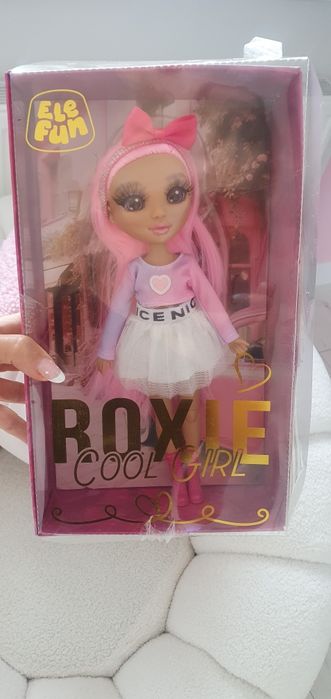 Ele
Fun
ICE NIC
ROXIE
COOL GIRL